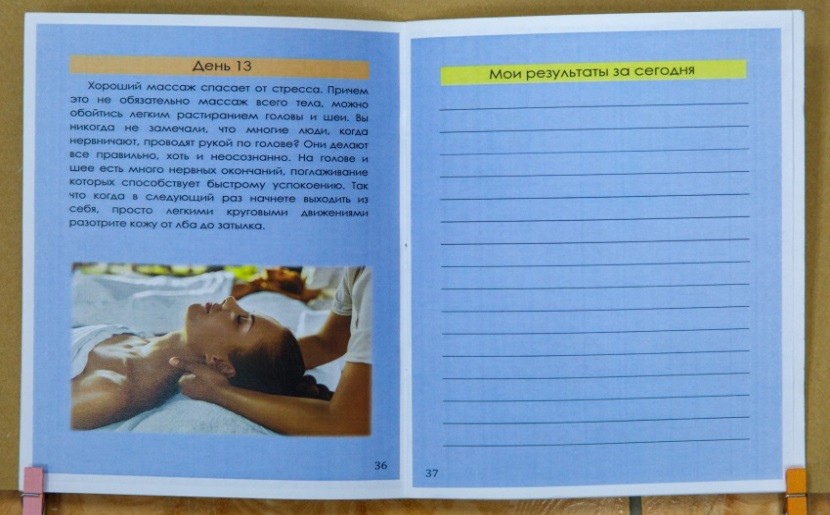 День 13
Хороший массаж спасает от стресса. Причем
это не обязательно массаж всего тела, можно
обойтись легким растиранием головы и шеи. Вы
никогда не замечали, что многие люди, когда
нервничают, проводят рукой по голове? Они делают
все правильно, хоть и неосознанно. На голове и
шее есть много нервных окончаний, поглаживание
которых способствует быстрому успокоению. Так
что когда в следующий раз начнете выходить из
себя, просто легкими круговыми движениями
разотрите кожу от лба до затылка.
36
Мои результаты за сегодня
37